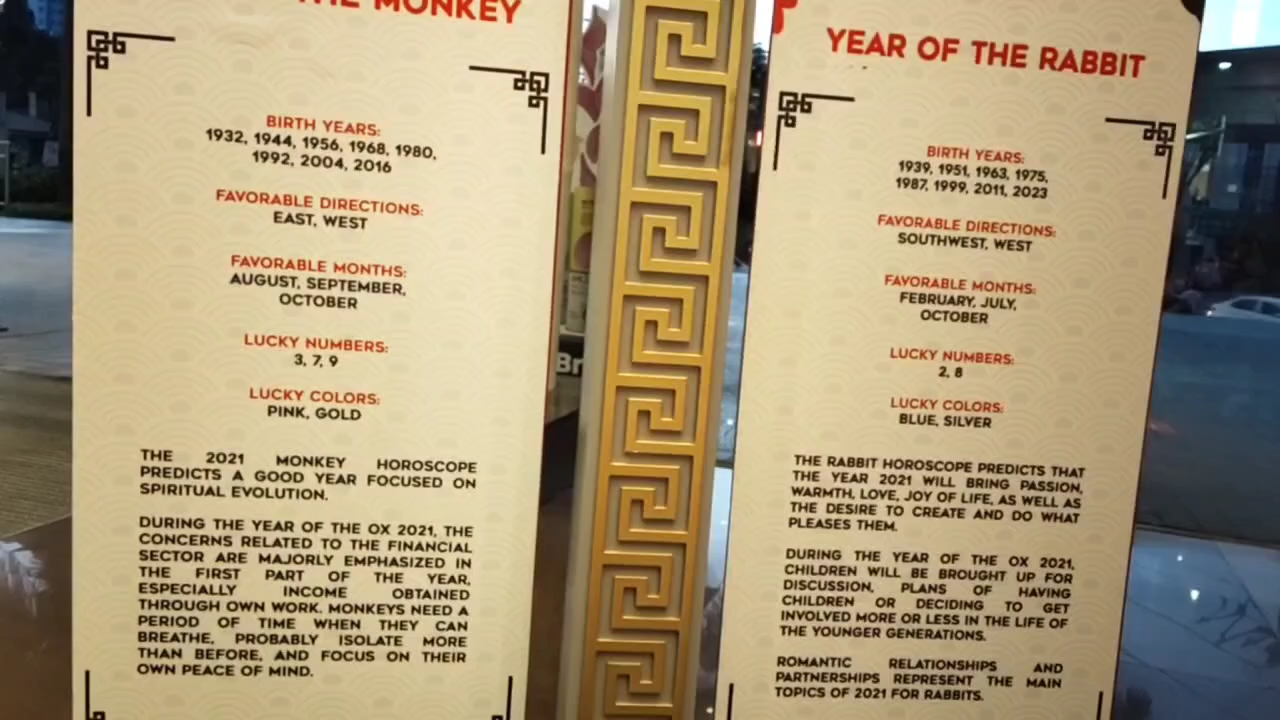 THE MONKEY
BIRTH YEARS:
1932, 1944, 1956, 1968, 1980,
1992, 2004, 2016
FAVORABLE DIRECTIONS:
EAST, WEST
FAVORABLE MONTHS:
AUGUST, SEPTEMBER,
OCTOBER
LUCKY NUMBERS:
3, 7, 9
LUCKY COLORS:
PINK, GOLD
THE 2021 MONKEY HOROSCOPE
PREDICTS A GOOD YEAR FOCUSED ON
SPIRITUAL EVOLUTION.
DURING THE YEAR OF THE OX 2021, THE
CONCERNS RELATED TO THE FINANCIAL
SECTOR ARE MAJORLY EMPHASIZED IN
THE FIRST PART OF THE YEAR,
ESPECIALLY INCOME OBTAINED
THROUGH OWN WORK. MONKEYS NEED A
PERIOD OF TIME WHEN THEY CAN
BREATHE, PROBABLY ISOLATE MORE
THAN BEFORE, AND FOCUS ON THEIR
OWN PEACE OF MIND.
Br
YEAR OF THE RABBIT
BIRTH YEARS:
1939, 1951, 1963, 1975,
1987, 1999, 2011, 2023
FAVORABLE DIRECTIONS:
SOUTHWEST, WEST
FAVORABLE MONTHS:
FEBRUARY, JULY,
OCTOBER
LUCKY NUMBERS:
2, 8
LUCKY COLORS:
BLUE, SILVER
THE RABBIT HOROSCOPE PREDICTS THAT
THE YEAR 2021 WILL BRING PASSION,
WARMTH, LOVE, JOY OF LIFE, AS WELL AS
THE DESIRE TO CREATE AND DO WHAT
PLEASES THEM.
DURING THE YEAR OF THE OX 2021,
CHILDREN WILL BE BROUGHT UP FOR
DISCUSSION, PLANS OF HAVING
CHILDREN OR DECIDING TO GET
INVOLVED MORE OR LESS IN THE LIFE OF
THE YOUNGER GENERATIONS.
ROMANTIC RELATIONSHIPS AND
PARTNERSHIPS REPRESENT THE MAIN
TOPICS OF 2021 FOR RABBITS.